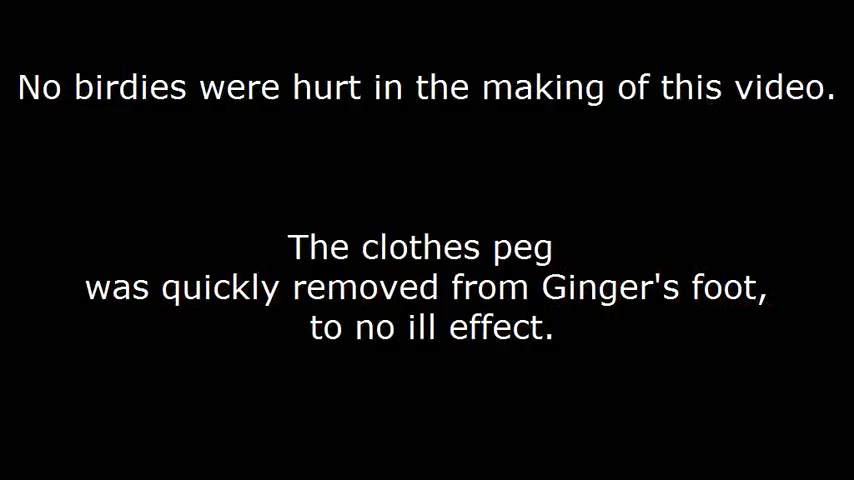 No birdies were hurt in the making of this video.
The clothes peg
was quickly removed from Ginger's foot,
to no ill effect.